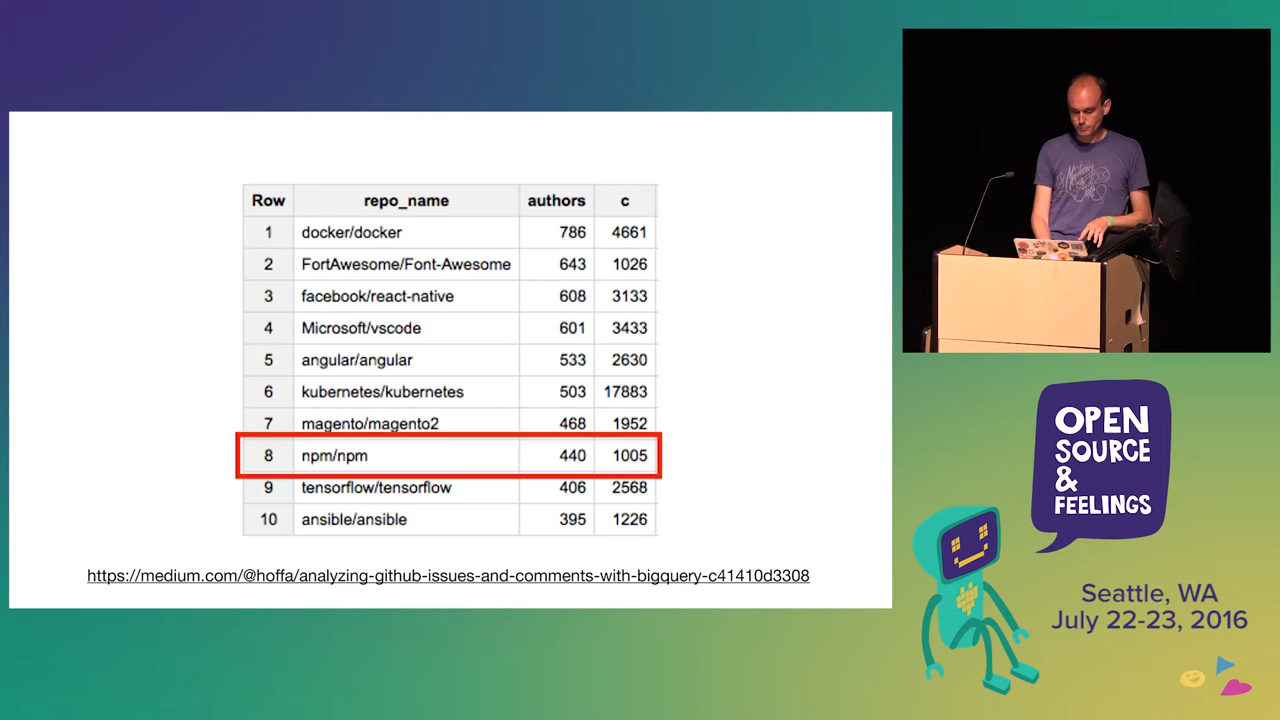 Row repo_name authors c
1 docker/docker 786 4661
2 FortAwesome/Font-Awesome 643 1026
3 facebook/react-native 608 3133
4 Microsoft/vscode 601 3433
5 angular/angular 533 2630
6 kubernetes/kubernetes 503 17883
7 magento/magento2 468 1952
8 npm/npm 440 1005
9 tensorflow/tensorflow 406 2568
10 ansible/ansible 395 1226
https://medium.com/@hoffa/analyzing-github-issues-and-comments-with-bigquery-c41410d3308
OPEN
SOURCE
&
FEELINGS
Seattle, WA
July 22-23, 2016